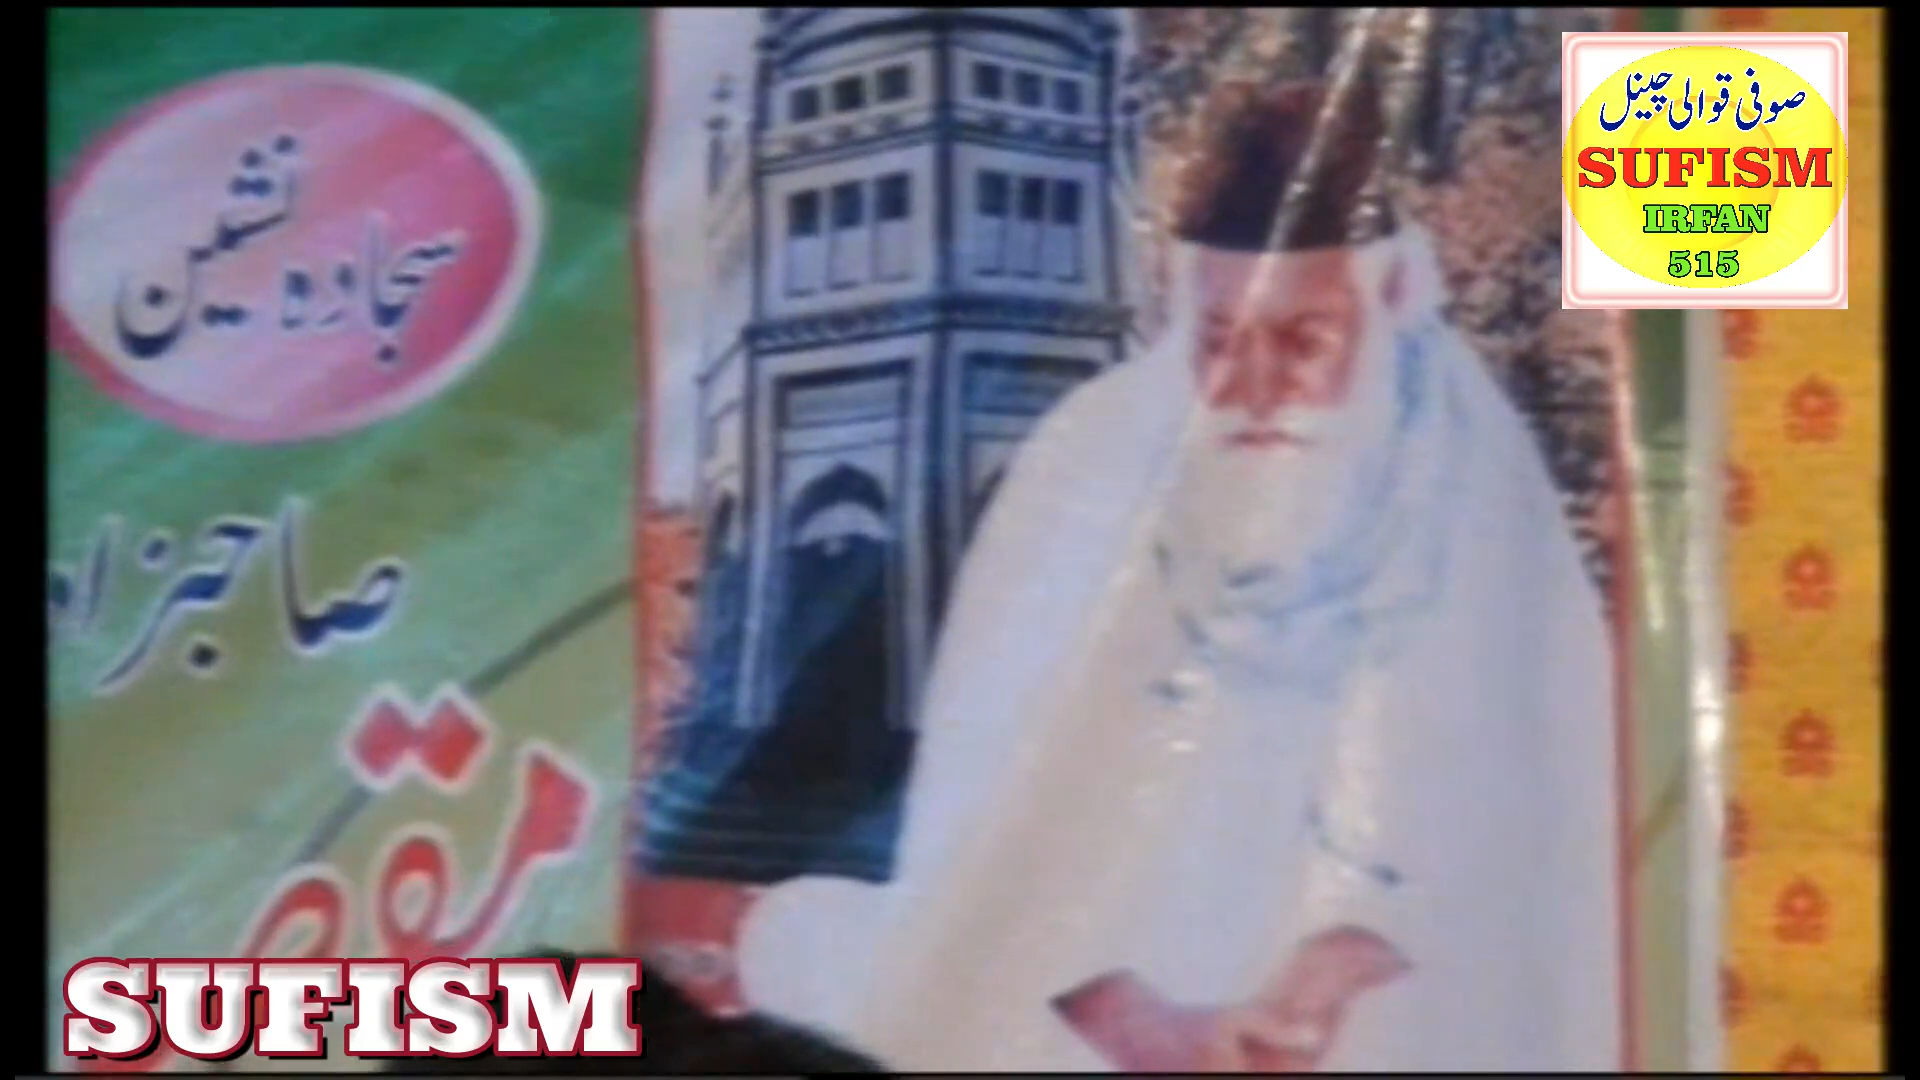 سجادہ نشین
صاحبزاد
صوفی قوالی چینل
SUFISM
IRFAN
515
SUFISM